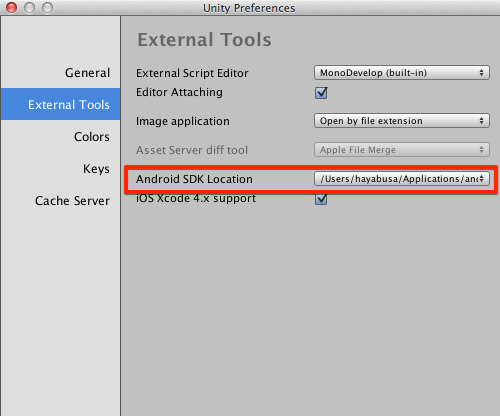 Unity Preferences
External Tools
General
External Tools
Colors
Keys
Cache Server
External Script Editor MonoDevelop (built-in)
Editor Attaching
Image application Open by file extension
Asset Server diff tool Apple File Merge
Android SDK Location /Users/hayabusa/Applications/and
iOS Xcode 4.x support